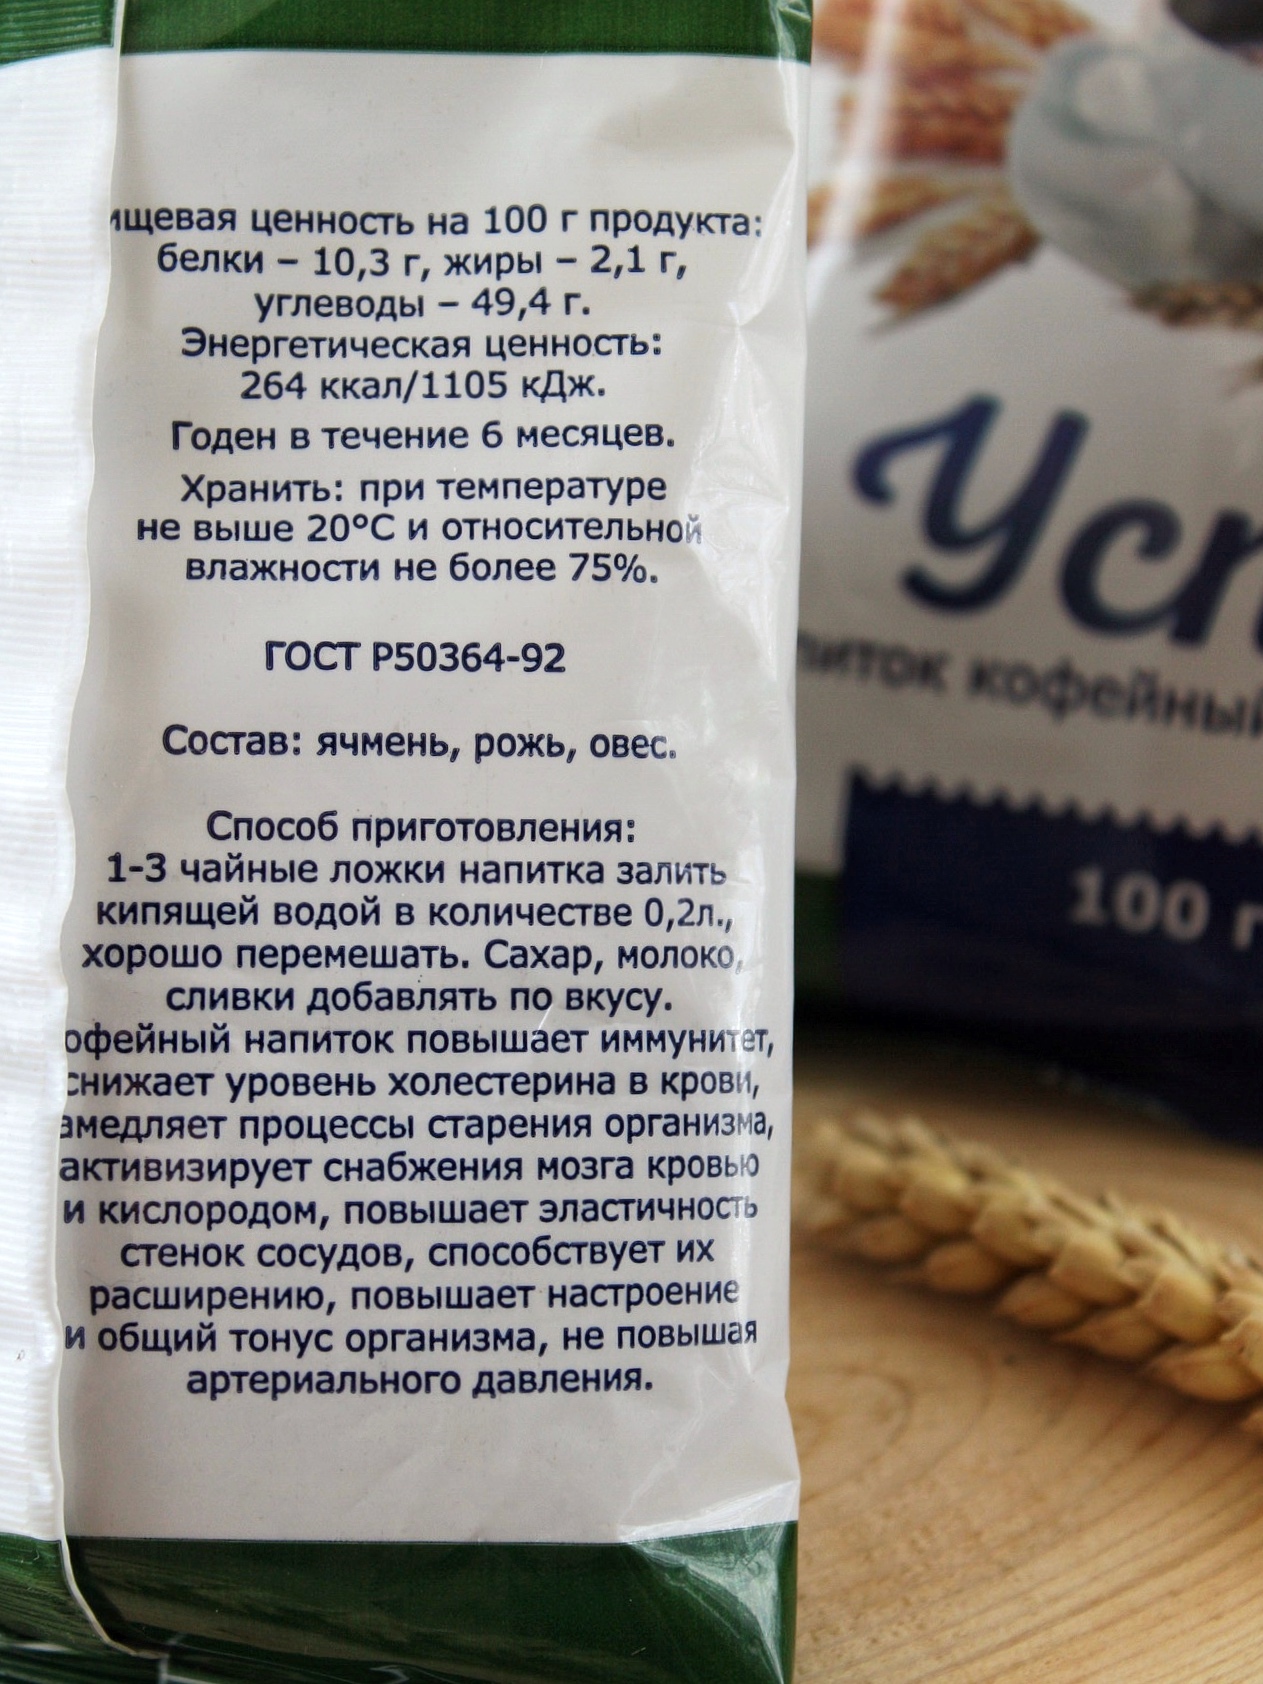 ищевая ценность на 100 г продукта:
белки – 10,3 г, жиры – 2,1 г,
углеводы – 49,4 г.
Энергетическая ценность:
264 ккал/1105 кДж.
Годен в течение 6 месяцев.
Хранить: при температуре
не выше 20°С и относительной
влажности не более 75%.
ГОСТ Р50364-92
Состав: ячмень, рожь, овес.
Способ приготовления:
1-3 чайные ложки напитка залить
кипящей водой в количестве 0,2л.,
хорошо перемешать. Сахар, молоко,
сливки добавлять по вкусу.
офейный напиток повышает иммунитет,
снижает уровень холестерина в крови,
амедляет процессы старения организма,
активизирует снабжения мозга кровью
и кислородом, повышает эластичность
стенок сосудов, способствует их
расширению, повышает настроение
и общий тонус организма, не повышая
артериального давления.
Усп
питок кофейный
100 г